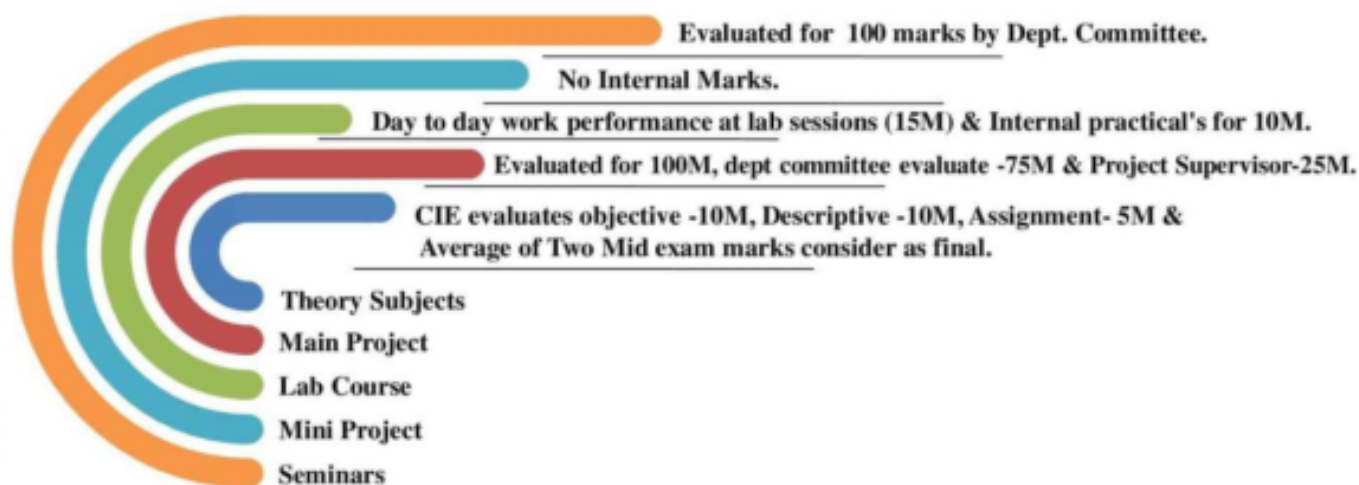 Evaluated for 100 marks by Dept. Committee.
No Internal Marks.
Day to day work performance at lab sessions (15M) & Internal practical's for 10M.
Evaluated for 100M, dept committee evaluate -75M & Project Supervisor-25M.
CIE evaluates objective -10M, Descriptive -10M, Assignment- 5M &
Average of Two Mid exam marks consider as final.
Theory Subjects
Main Project
Lab Course
Mini Project
Seminars